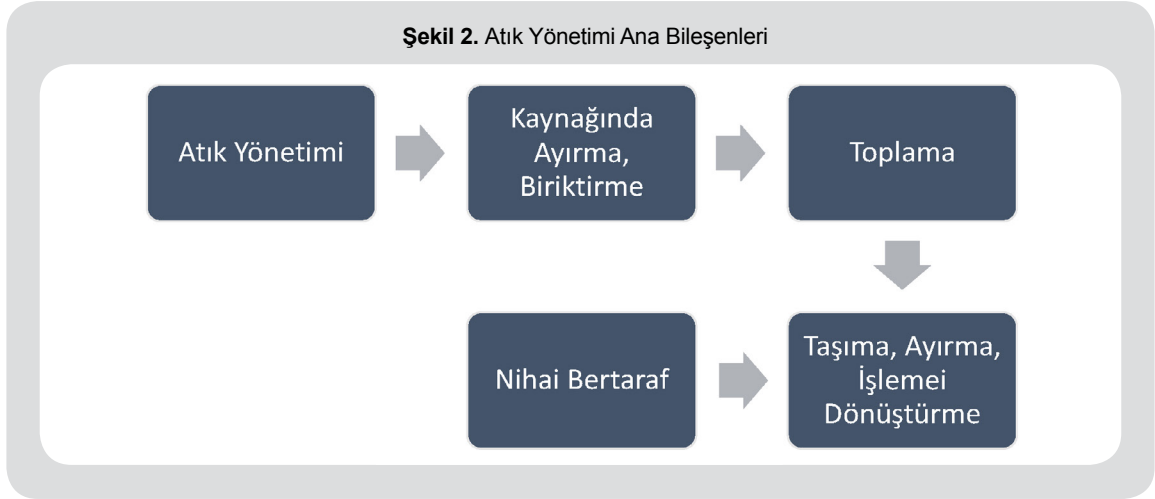 Şekil 2. Atık Yönetimi Ana Bileşenleri
Atık Yönetimi
Kaynağında
Ayırma,
Biriktirme
Toplama
Nihai Bertaraf
Taşıma, Ayırma,
İşlemei
Dönüştürme